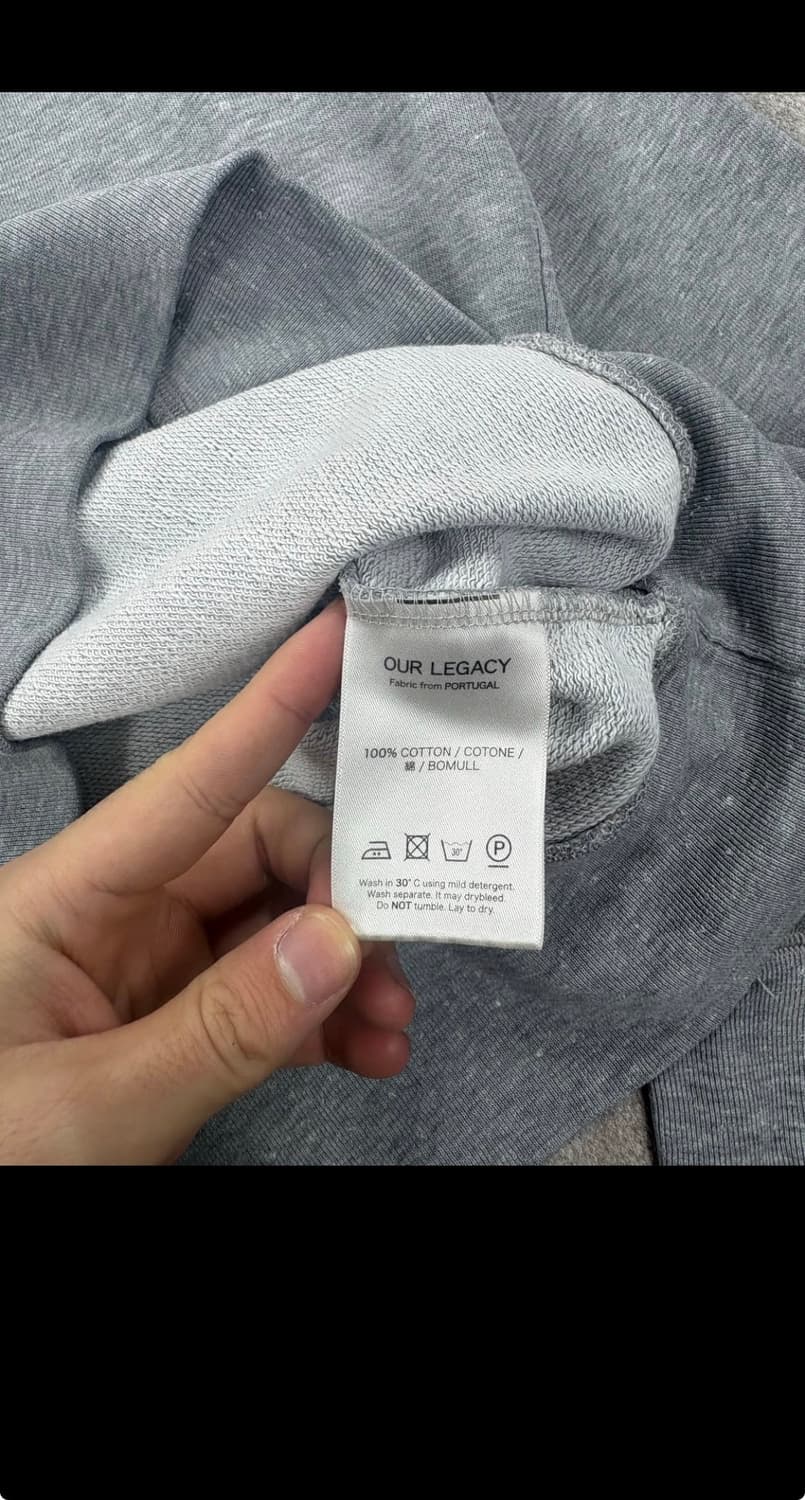 OUR LEGACY
Fabric from PORTUGAL
100% COTTON / COTONE /
綿 / BOMULL
30°
P
Wash in 30° C using mild detergent.
Wash separate. It may drybleed.
Do NOT tumble. Lay to dry.